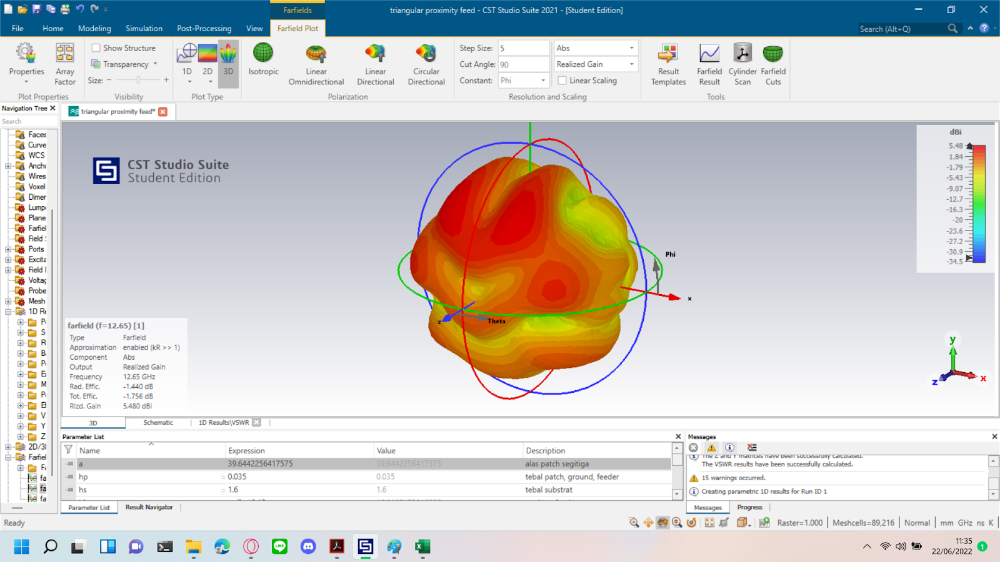 Farfields
triangular proximity feed - CST Studio Suite 2021 - [Student Edition]
File Home Modeling Simulation Post-Processing View Farfield Plot
Search (Alt+Q)
Properties
Array Factor
Plot Properties
Show Structure
Transparency
Size:
Visibility
1D 2D 3D
Plot Type
Isotropic
Linear Omnidirectional
Linear Directional
Circular Directional
Polarization
Step Size: 5
Cut Angle: 90
Constant: Phi
Abs
Realized Gain
Linear Scaling
Resolution and Scaling
Result Templates
Farfield Result
Cylinder Scan
Farfield Cuts
Tools
Navigation Tree
Search
Faces
Curve
WCS
Ancho
Wires
Voxel
Dimer
Lump
Plane
Farfiel
Field S
Ports
Excita
Field I
Voltag
Probe
Mesh
1D Re
P
S-
R
Ba
P
E
M
P
Ef
V
Y
Z
2D/3
Farfiel
Fa
fa
fa
fa
triangular proximity feed*
CST Studio Suite
Student Edition
dBi
5.48
1.84
-1.79
-5.43
-9.07
-12.7
-16.3
-20
-23.6
-27.2
-30.9
-34.5
Phi
x
z
Theta
y
z
x
farfield (f=12.65) [1]
Type Farfield
Approximation enabled (kR >> 1)
Component Abs
Output Realized Gain
Frequency 12.65 GHz
Rad. Effic. -1.440 dB
Tot. Effic. -1.756 dB
Rlzd. Gain 5.480 dBi
3D Schematic 1D Results\VSWR
Parameter List
Name Expression Value Description
a 39.6442256417575 39.6442256417575 alas patch segitiga
hp = 0.035 0.035 tebal patch, ground, feeder
hs = 1.6 1.6 tebal substrat
Parameter List Result Navigator
Messages
The Z and Y matrices have been successfully calculated.
The VSWR results have been successfully calculated.
15 warnings occurred.
Creating parametric 1D results for Run ID 1
Messages Progress
Ready
Raster=1.000 Meshcells=89,216 Normal mm GHz ns K
LINE
11:35
22/06/2022
1